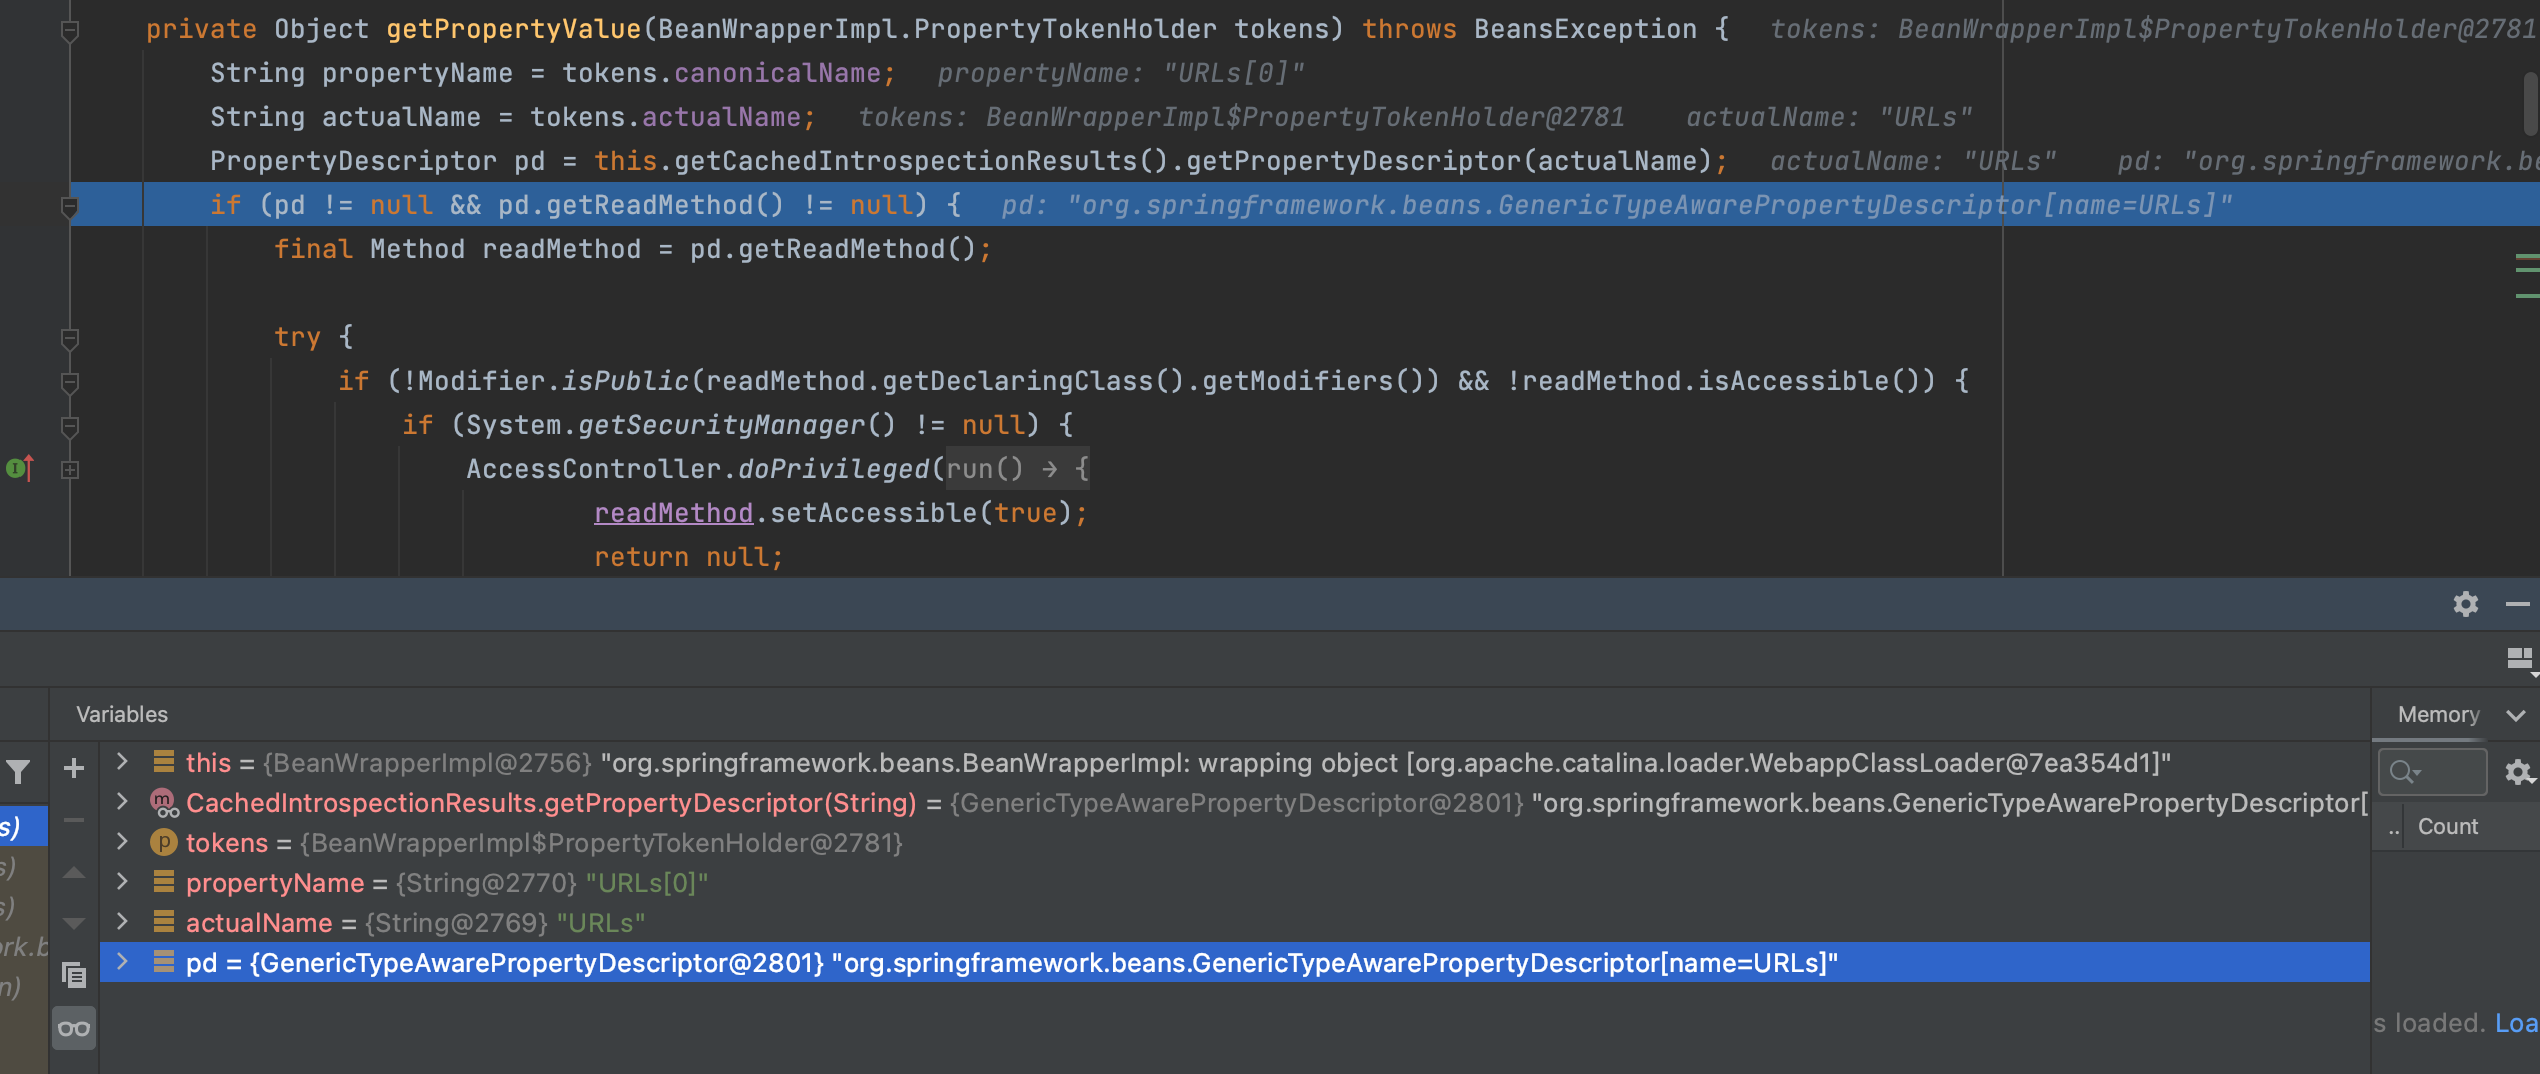 private Object getPropertyValue(BeanWrapperImpl.PropertyTokenHolder tokens) throws BeansException {  tokens: BeanWrapperImpl$PropertyTokenHolder@2781
String propertyName = tokens.canonicalName;  propertyName: "URLs[0]"
String actualName = tokens.actualName;  tokens: BeanWrapperImpl$PropertyTokenHolder@2781  actualName: "URLs"
PropertyDescriptor pd = this.getCachedIntrospectionResults().getPropertyDescriptor(actualName);  actualName: "URLs"  pd: "org.springframework.be
if (pd != null && pd.getReadMethod() != null) {  pd: "org.springframework.beans.GenericTypeAwarePropertyDescriptor[name=URLs]"
final Method readMethod = pd.getReadMethod();
try {
if (!Modifier.isPublic(readMethod.getDeclaringClass().getModifiers()) && !readMethod.isAccessible()) {
if (System.getSecurityManager() != null) {
AccessController.doPrivileged(run() → {
readMethod.setAccessible(true);
return null;
Variables
Memory
this = {BeanWrapperImpl@2756} "org.springframework.beans.BeanWrapperImpl: wrapping object [org.apache.catalina.loader.WebappClassLoader@7ea354d1]"
CachedIntrospectionResults.getPropertyDescriptor(String) = {GenericTypeAwarePropertyDescriptor@2801} "org.springframework.beans.GenericTypeAwarePropertyDescriptor[
s)
.. Count
tokens = {BeanWrapperImpl$PropertyTokenHolder@2781}
s)
propertyName = {String@2770} "URLs[0]"
s)
actualName = {String@2769} "URLs"
rk.b
pd = {GenericTypeAwarePropertyDescriptor@2801} "org.springframework.beans.GenericTypeAwarePropertyDescriptor[name=URLs]"
n)
s loaded. Loa